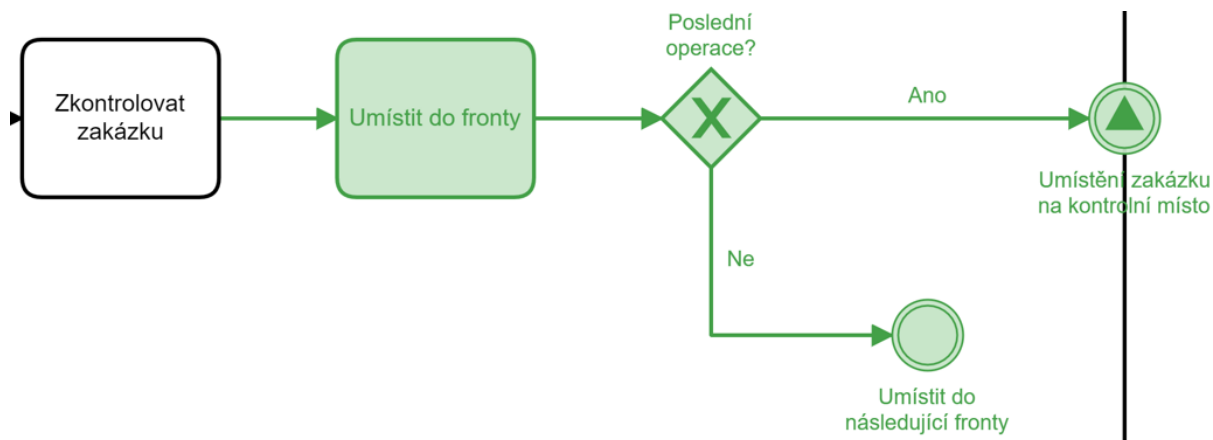 Zkontrolovat
zakázku
Umístit do fronty
Poslední
operace?
X
Ano
Umístění zakázku
na kontrolní místo
Ne
Umístit do
následující fronty